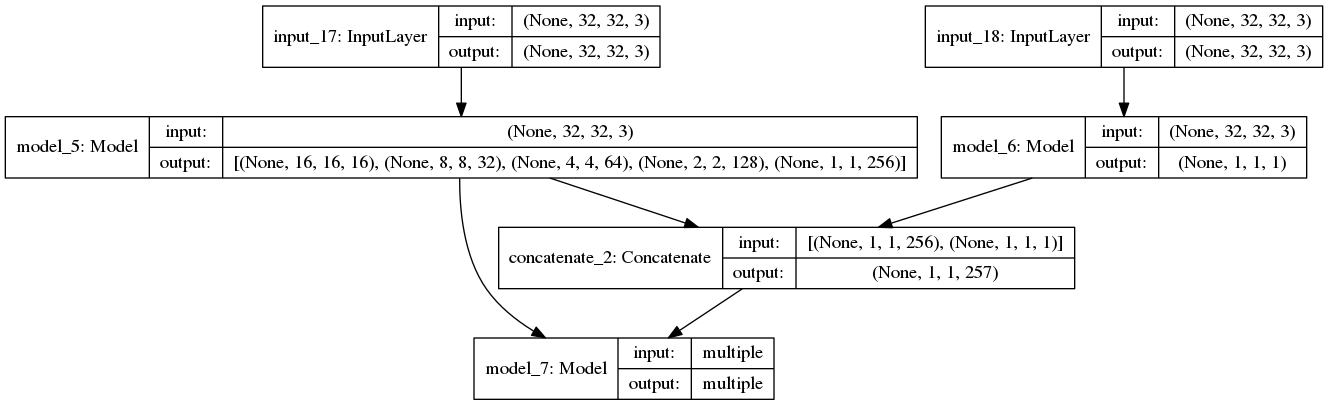 input_17: InputLayer
input: (None, 32, 32, 3)
output: (None, 32, 32, 3)
input_18: InputLayer
input: (None, 32, 32, 3)
output: (None, 32, 32, 3)
model_5: Model
input: (None, 32, 32, 3)
output: [(None, 16, 16, 16), (None, 8, 8, 32), (None, 4, 4, 64), (None, 2, 2, 128), (None, 1, 1, 256)]
model_6: Model
input: (None, 32, 32, 3)
output: (None, 1, 1, 1)
concatenate_2: Concatenate
input: [(None, 1, 1, 256), (None, 1, 1, 1)]
output: (None, 1, 1, 257)
model_7: Model
input: multiple
output: multiple